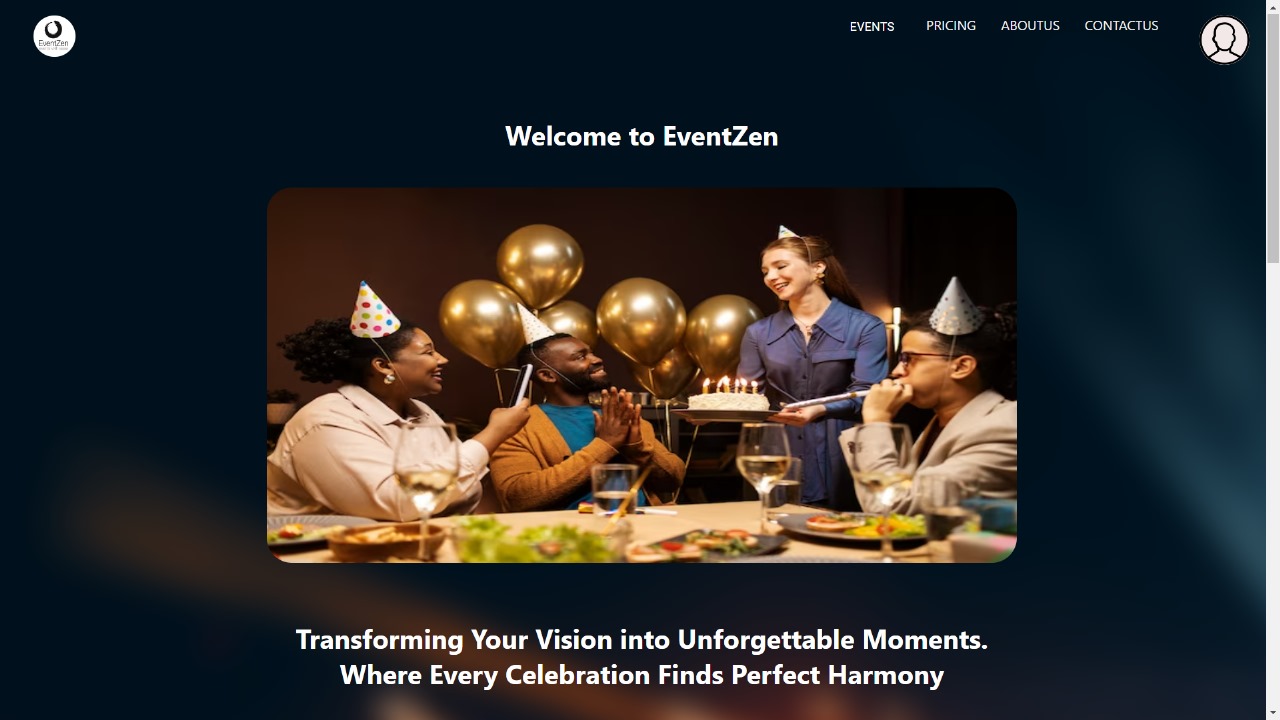 EventZen
EVENTS
PRICING
ABOUTUS
CONTACTUS
Welcome to EventZen
Transforming Your Vision into Unforgettable Moments.
Where Every Celebration Finds Perfect Harmony